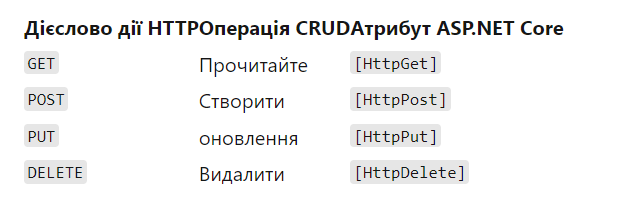 Дієслово дії HTTPОперація CRUDАтрибут ASP.NET Core
GET Прочитайте [HttpGet]
POST Створити [HttpPost]
PUT оновлення [HttpPut]
DELETE Видалити [HttpDelete]